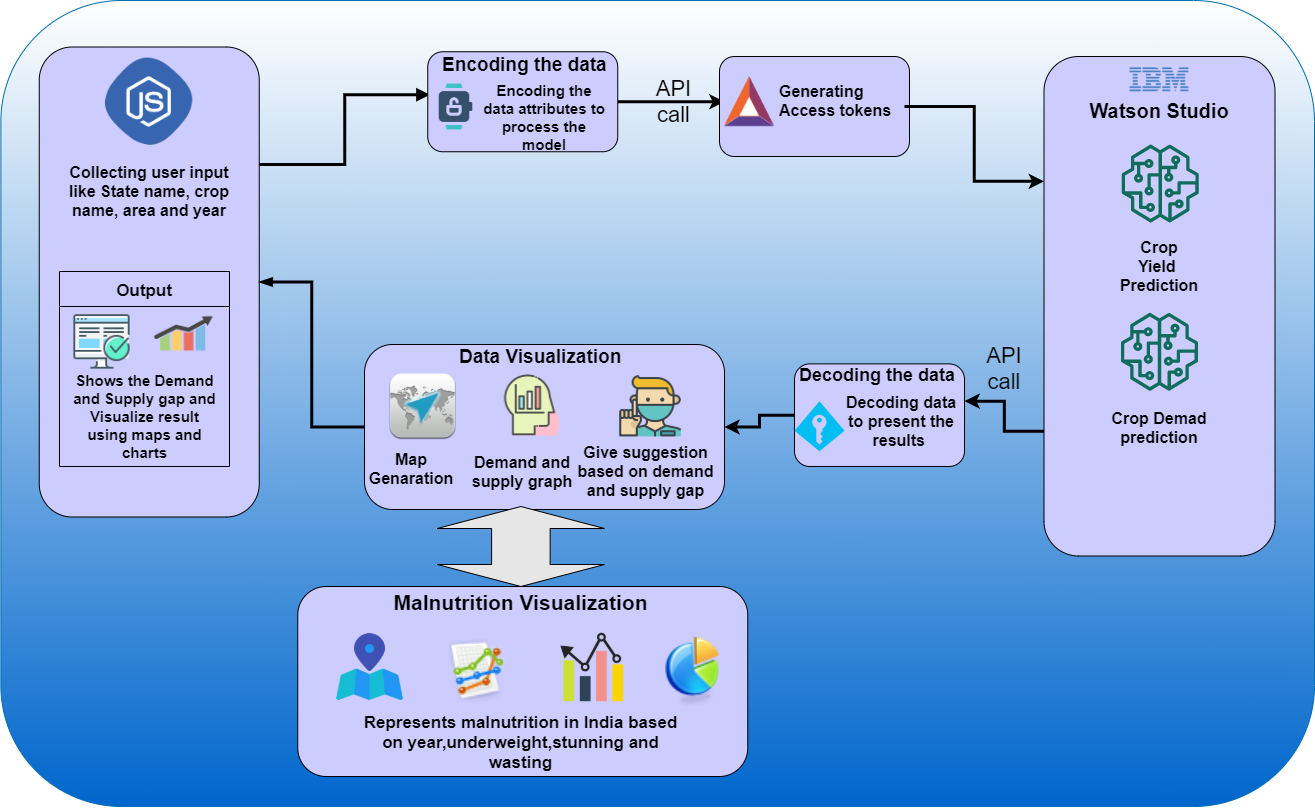 JS
Collecting user input
like State name, crop
name, area and year
Output
Shows the Demand
and Supply gap and
Visualize result
using maps and
charts
Encoding the data
Encoding the
data attributes to
process the
model
API
call
Generating
Access tokens
IBM
Watson Studio
Crop
Yield
Prediction
Crop Demad
prediction
API
call
Decoding the data
Decoding data
to present the
results
Data Visualization
Map
Genaration
Demand and
supply graph
Give suggestion
based on demand
and supply gap
Malnutrition Visualization
Represents malnutrition in India based
on year,underweight,stunning and
wasting